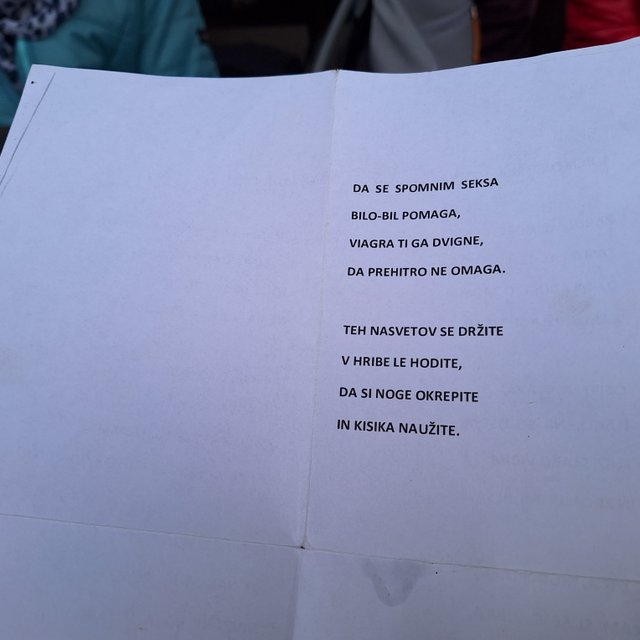 DA SE SPOMNIM SEKSA
BILO-BIL POMAGA,
VIAGRA TI GA DVIGNE,
DA PREHITRO NE OMAGA.
TEH NASVETOV SE DRŽITE
V HRIBE LE HODITE,
DA SI NOGE OKREPITE
IN KISIKA NAUŽITE.